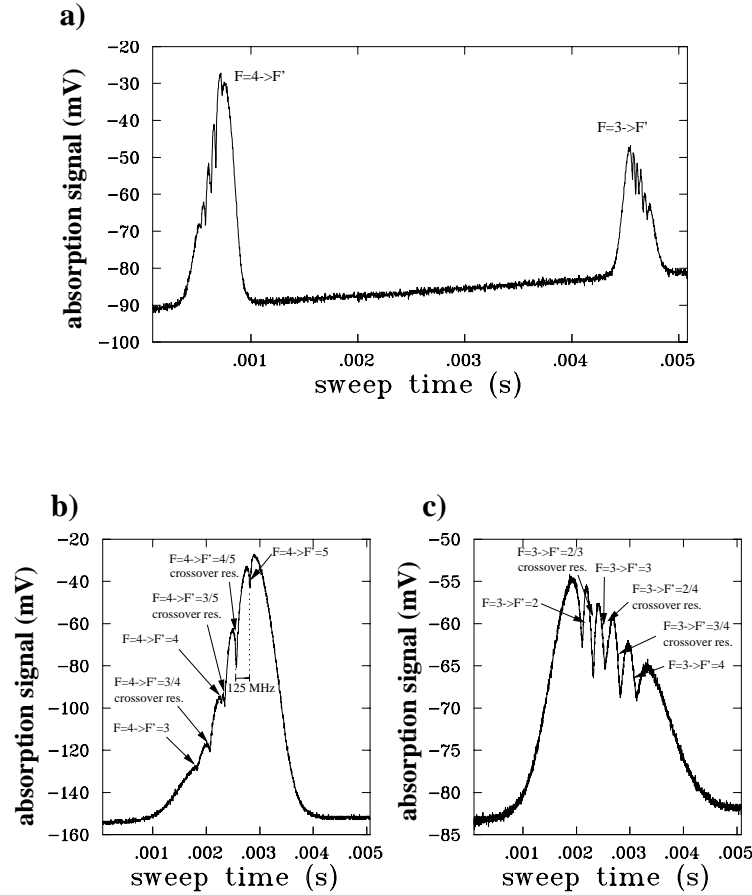 a)
absorption signal (mV)
−20
−30
−40
−50
−60
−70
−80
−90
−100
F=4->F'
F=3->F'
.001
.002
.003
.004
.005
sweep time (s)
b)
absorption signal (mV)
−20
−40
−60
−80
−100
−120
−140
−160
F=4->F'=4/5
crossover res.
F=4->F'=5
F=4->F'=3/5
crossover res.
F=4->F'=4
F=4->F'=3/4
crossover res.
F=4->F'=3
125 MHz
.001
.002
.003
.004
.005
sweep time (s)
c)
absorption signal (mV)
−50
−55
−60
−65
−70
−75
−80
−85
F=3->F'=2/3
crossover res.
F=3->F'=3
F=3->F'=2
F=3->F'=2/4
crossover res.
F=3->F'=3/4
crossover res.
F=3->F'=4
.001
.002
.003
.004
.005
sweep time (s)